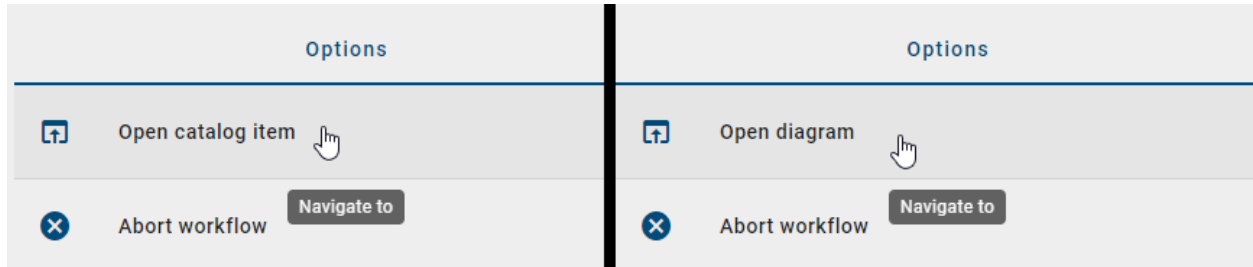 Options
Open catalog item
Navigate to
Abort workflow
Options
Open diagram
Navigate to
Abort workflow